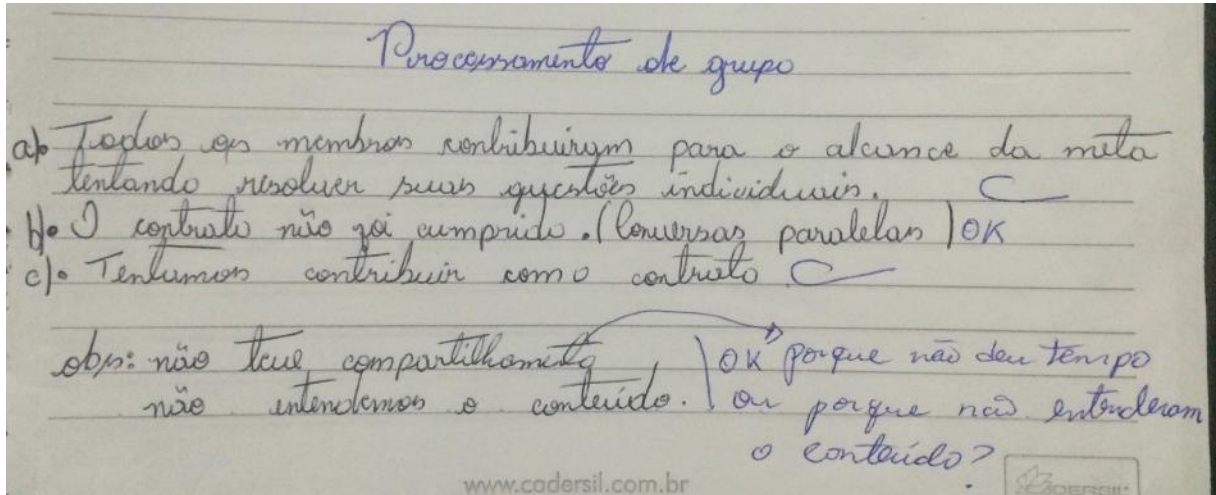 Processamento de grupo
a) Todos os membros contribuiram para o alcance da meta
tentando resolver suas questões individuais. C
b) O contrato não foi cumprido. (Conversas paralelas) OK
c) Tentamos contribuir com o contrato C
obs: não teve compartilhamento OK porque não deu tempo
não entendemos o conteúdo. ou porque não entenderam
o conteúdo?
www.cadersil.com.br
CADERSIL